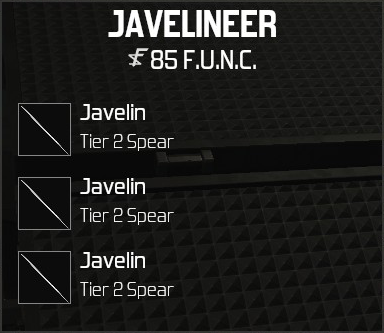 JAVELINEER
85 F.U.N.C.
Javelin
Tier 2 Spear
Javelin
Tier 2 Spear
Javelin
Tier 2 Spear